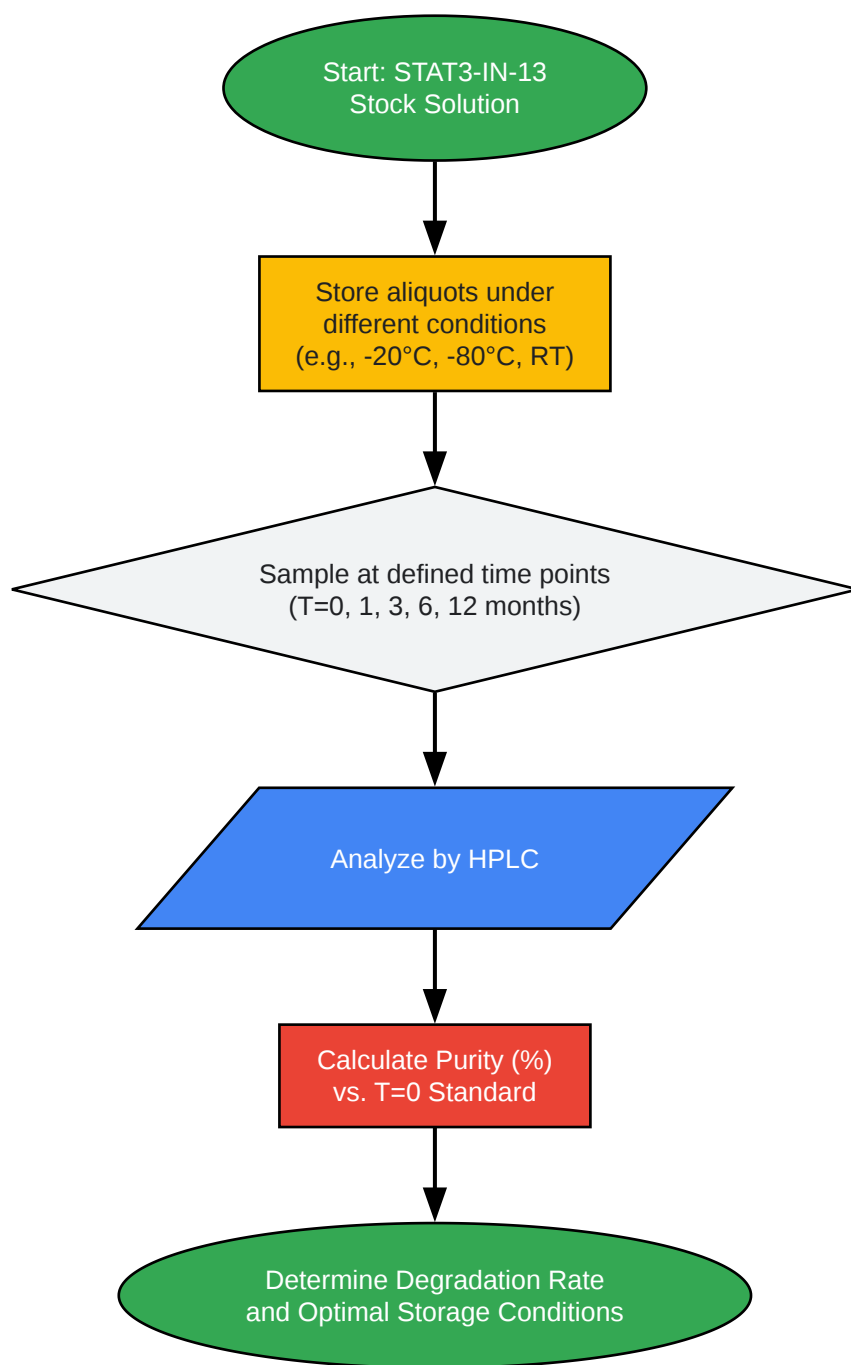 Start: STAT3-IN-13
Stock Solution
Store aliquots under
different conditions
(e.g., -20°C, -80°C, RT)
Sample at defined time points
(T=0, 1, 3, 6, 12 months)
Analyze by HPLC
Calculate Purity (%)
vs. T=0 Standard
Determine Degradation Rate
and Optimal Storage Conditions